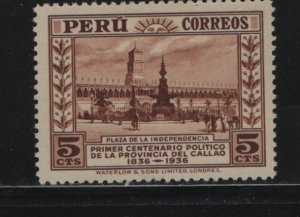 PERÚ CORREOS
PLAZA DE LA INDEPENDENCIA
5 CTS
PRIMER CENTENARIO POLITICO
DE LA PROVINCIA DEL CALLAO
1836-1936
5 CTS
WATERLOW & SONS LIMITED. LONDRES.